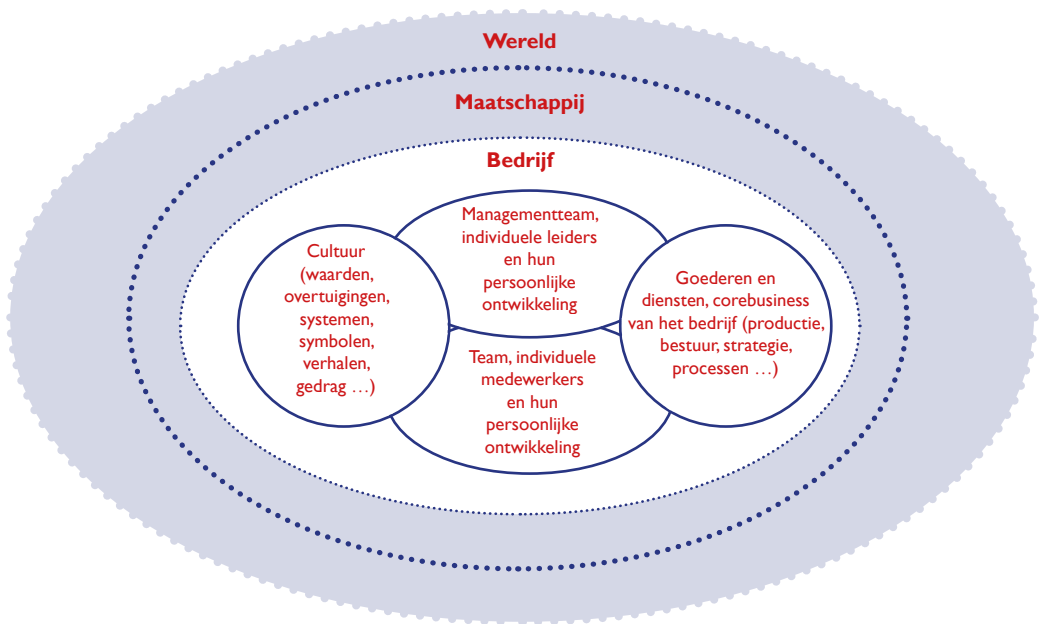 Wereld
Maatschappij
Bedrijf
Managementteam,
individuele leiders
en hun
persoonlijke
ontwikkeling
Cultuur
(waarden,
overtuigingen,
systemen,
symbolen,
verhalen,
gedrag …)
Goederen en
diensten, corebusiness
van het bedrijf (productie,
bestuur, strategie,
processen …)
Team, individuele
medewerkers
en hun
persoonlijke
ontwikkeling